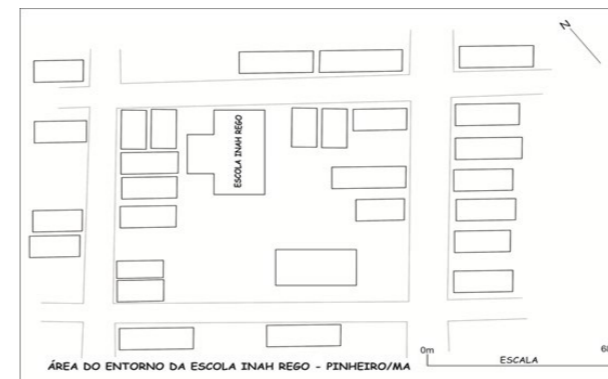 N
ESCOLA INAH REGO
ÁREA DO ENTORNO DA ESCOLA INAH REGO - PINHEIRO/MA
0m
ESCALA